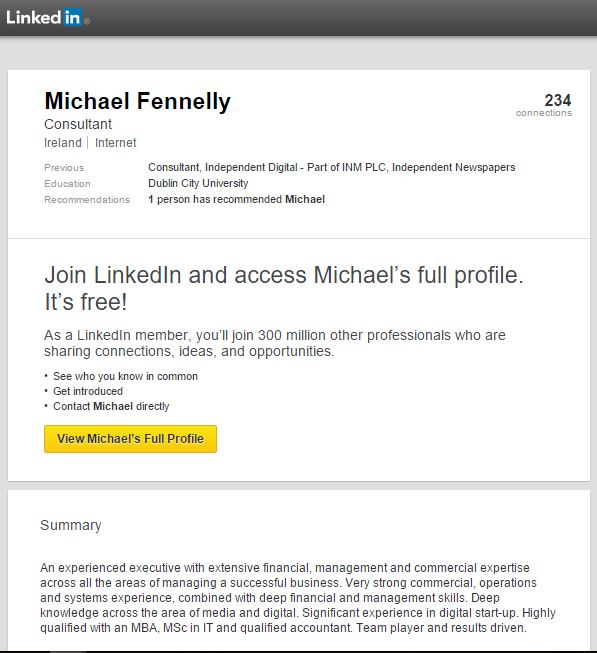 Linked in ®
Michael Fennelly
234
connections
Consultant
Ireland | Internet
Previous Consultant, Independent Digital - Part of INM PLC, Independent Newspapers
Education Dublin City University
Recommendations 1 person has recommended Michael
Join LinkedIn and access Michael's full profile.
It's free!
As a LinkedIn member, you'll join 300 million other professionals who are
sharing connections, ideas, and opportunities.
• See who you know in common
• Get introduced
• Contact Michael directly
View Michael's Full Profile
Summary
An experienced executive with extensive financial, management and commercial expertise
across all the areas of managing a successful business. Very strong commercial, operations
and systems experience, combined with deep financial and management skills. Deep
knowledge across the area of media and digital. Significant experience in digital start-up. Highly
qualified with an MBA, MSc in IT and qualified accountant. Team player and results driven.